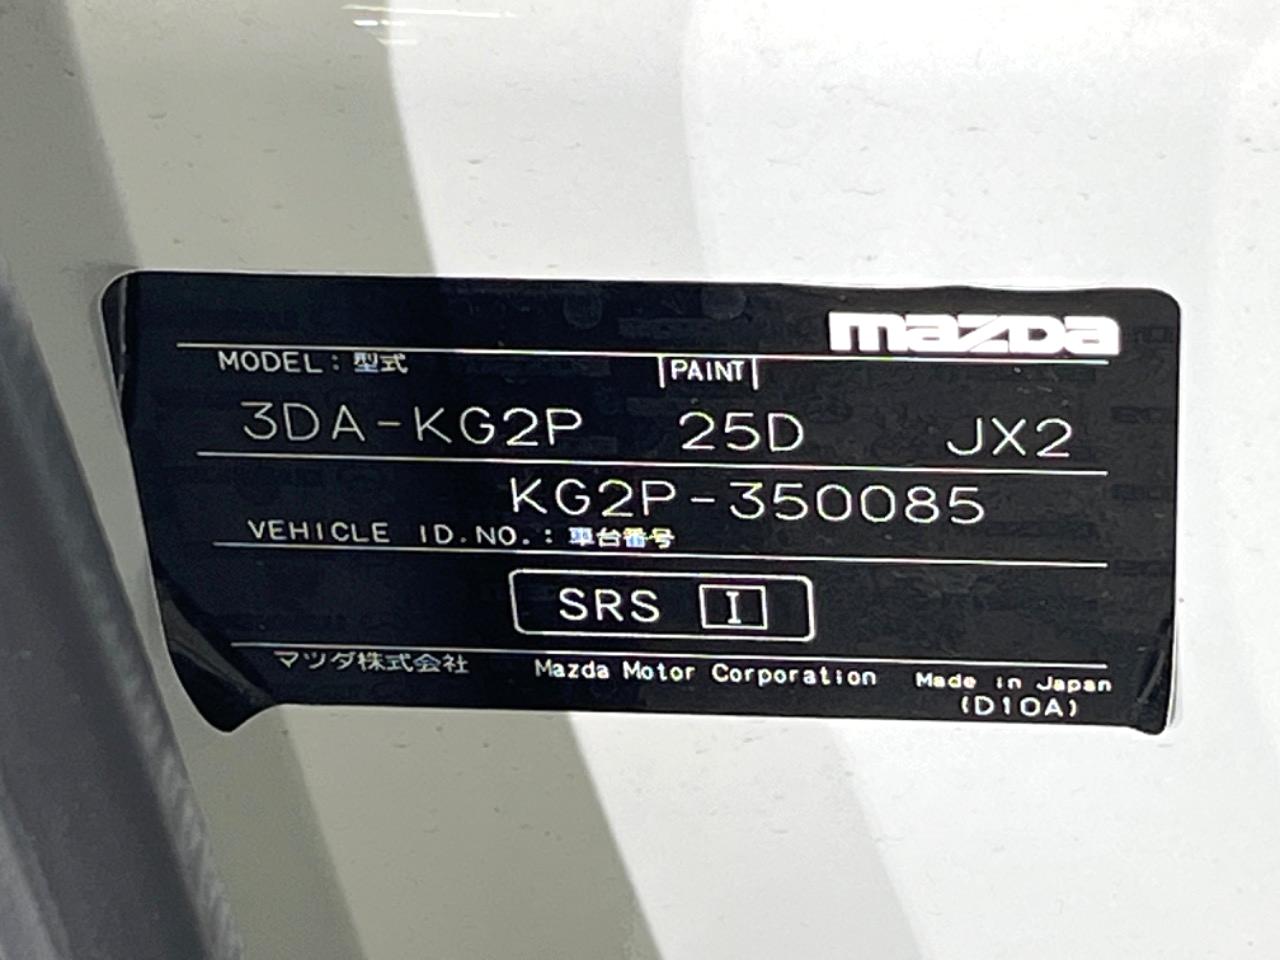 mazda
MODEL : 型式 PAINT
3DA-KG2P 25D JX2
KG2P-350085
VEHICLE ID.NO. : 車台番号
SRS I
マツダ株式会社 Mazda Motor Corporation Made in Japan
(D10A)